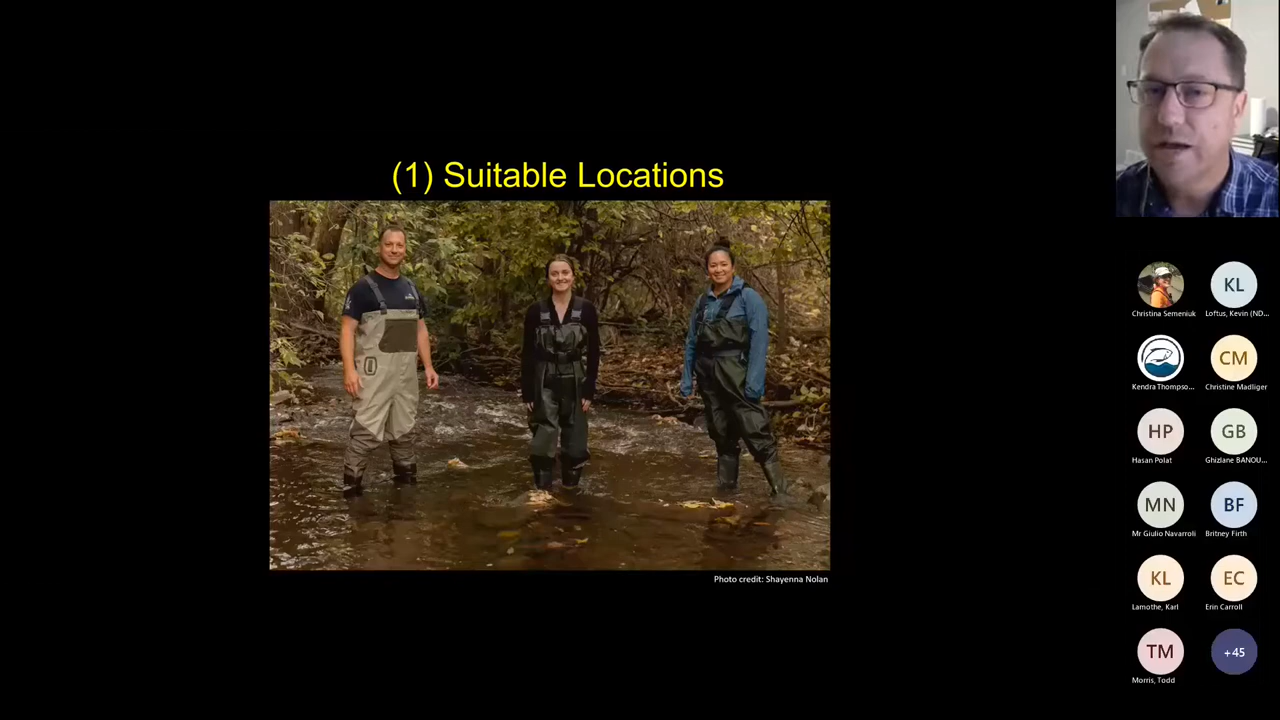 (1) Suitable Locations
Photo credit: Shayenna Nolan
KL
Christina Semeniuk
Loftus, Kevin (ND...
CM
Kendra Thompso...
Christine Madliger
HP
GB
Hasan Polat
Ghizlane BANOU...
MN
BF
Mr Giulio Navarroli
Britney Firth
KL
EC
Lamothe, Karl
Erin Carroll
TM
+45
Morris, Todd